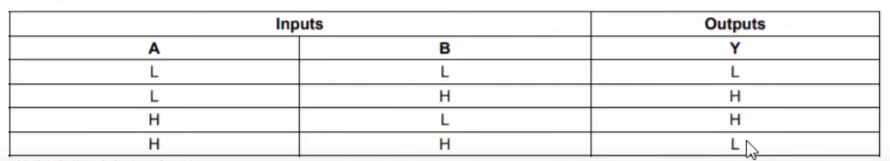 Inputs Outputs
A B Y
L L L
L H H
H L H
H H L